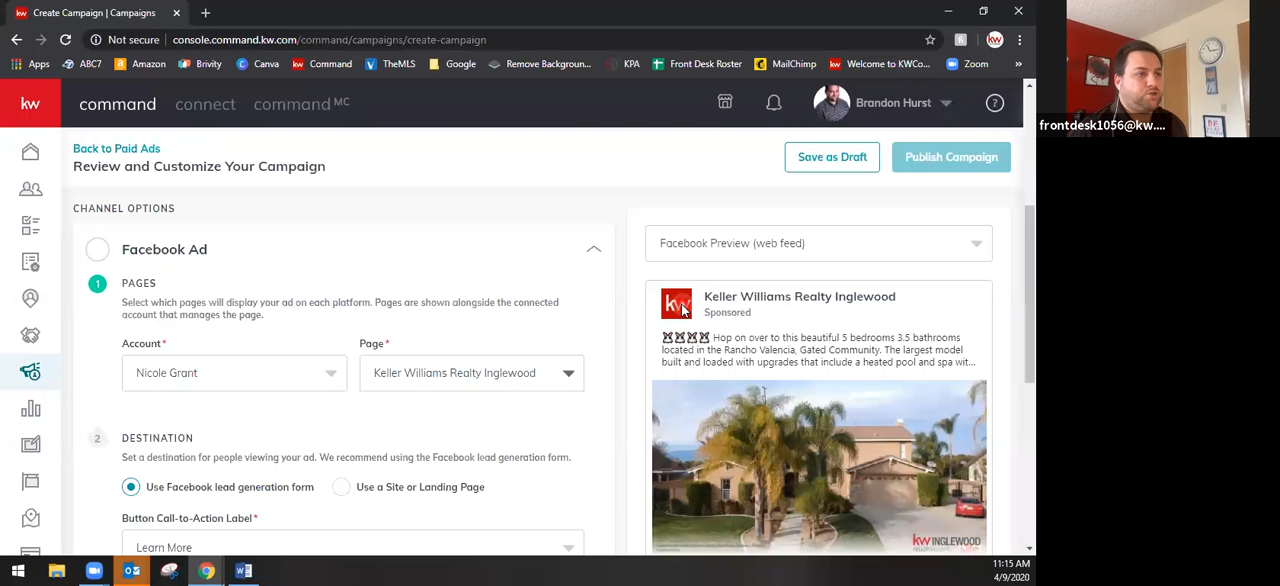 Create Campaign | Campaigns
Not secure
console.command.kw.com/command/campaigns/create-campaign
kw
Apps
ABC7
Amazon
Brivity
Canva
Command
TheMLS
Google
Remove Backgroun...
KPA
Front Desk Roster
MailChimp
Welcome to KWCo...
Zoom
»
kw
command
connect
command MC
Brandon Hurst
?
frontdesk1056@kw....
Back to Paid Ads
Review and Customize Your Campaign
Save as Draft
Publish Campaign
CHANNEL OPTIONS
Facebook Ad
1
PAGES
Select which pages will display your ad on each platform. Pages are shown alongside the connected
account that manages the page.
Account*
Nicole Grant
Page*
Keller Williams Realty Inglewood
2
DESTINATION
Set a destination for people viewing your ad. We recommend using the Facebook lead generation form.
Use Facebook lead generation form
Use a Site or Landing Page
Button Call-to-Action Label*
Learn More
Facebook Preview (web feed)
kw
Keller Williams Realty Inglewood
Sponsored
Hop on over to this beautiful 5 bedrooms 3.5 bathrooms
located in the Rancho Valencia, Gated Community. The largest model
built and loaded with upgrades that include a heated pool and spa wit...
kw INGLEWOOD
11:15 AM
4/9/2020